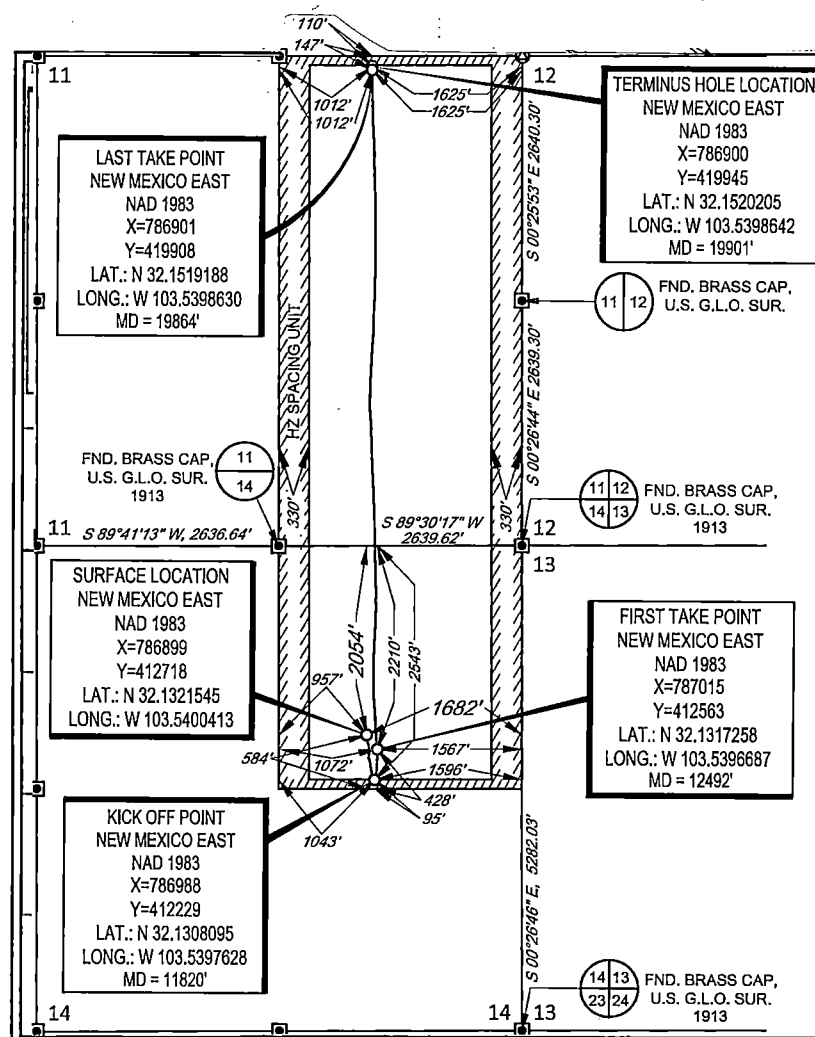 110'
147'
11
12
1012'
1012'
1625'
1625'
TERMINUS HOLE LOCATION
NEW MEXICO EAST
NAD 1983
X=786900
Y=419945
LAT.: N 32.1520205
LONG.: W 103.5398642
MD = 19901'
LAST TAKE POINT
NEW MEXICO EAST
NAD 1983
X=786901
Y=419908
LAT.: N 32.1519188
LONG.: W 103.5398630
MD = 19864'
S 00°25'53" E 2640.30'
11 12
FND. BRASS CAP,
U.S. G.L.O. SUR.
HZ SPACING UNIT
S 00°26'44" E 2639.30'
FND. BRASS CAP,
U.S. G.L.O. SUR.
1913
11
14
330'
330'
11 12
14 13
FND. BRASS CAP,
U.S. G.L.O. SUR.
1913
11
S 89°41'13" W, 2636.64'
S 89°30'17" W
2639.62'
12
13
SURFACE LOCATION
NEW MEXICO EAST
NAD 1983
X=786899
Y=412718
LAT.: N 32.1321545
LONG.: W 103.5400413
2054'
2210'
2543'
957'
1682'
584'
1072'
1567'
1596'
428'
95'
1043'
FIRST TAKE POINT
NEW MEXICO EAST
NAD 1983
X=787015
Y=412563
LAT.: N 32.1317258
LONG.: W 103.5396687
MD = 12492'
KICK OFF POINT
NEW MEXICO EAST
NAD 1983
X=786988
Y=412229
LAT.: N 32.1308095
LONG.: W 103.5397628
MD = 11820'
S 00°26'46" E, 5282.03'
14 13
23 24
FND. BRASS CAP,
U.S. G.L.O. SUR.
1913
14
14
13